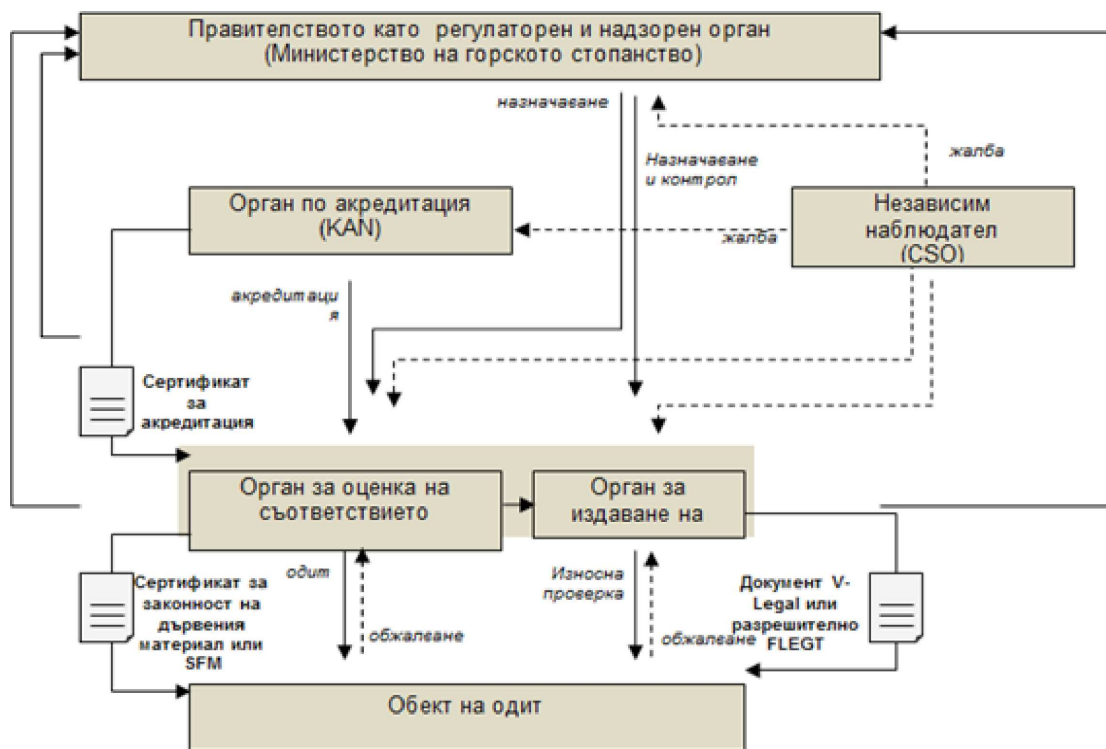 Правителството като регулаторен и надзорен орган
(Министерство на горското стопанство)
назначаване
Назначаване
и контрол
жалба
Орган по акредитация
(KAN)
жалба
Независим
наблюдател
(CSO)
акредитаци
я
Сертификат
за
акредитация
Орган за оценка на
съответствието
Орган за
издаване на
Сертификат за
законност на
дървения
материал или
SFM
одит
обжалване
Износна
проверка
обжалване
Документ V-
Legal или
разрешително
FLEGT
Обект на одит